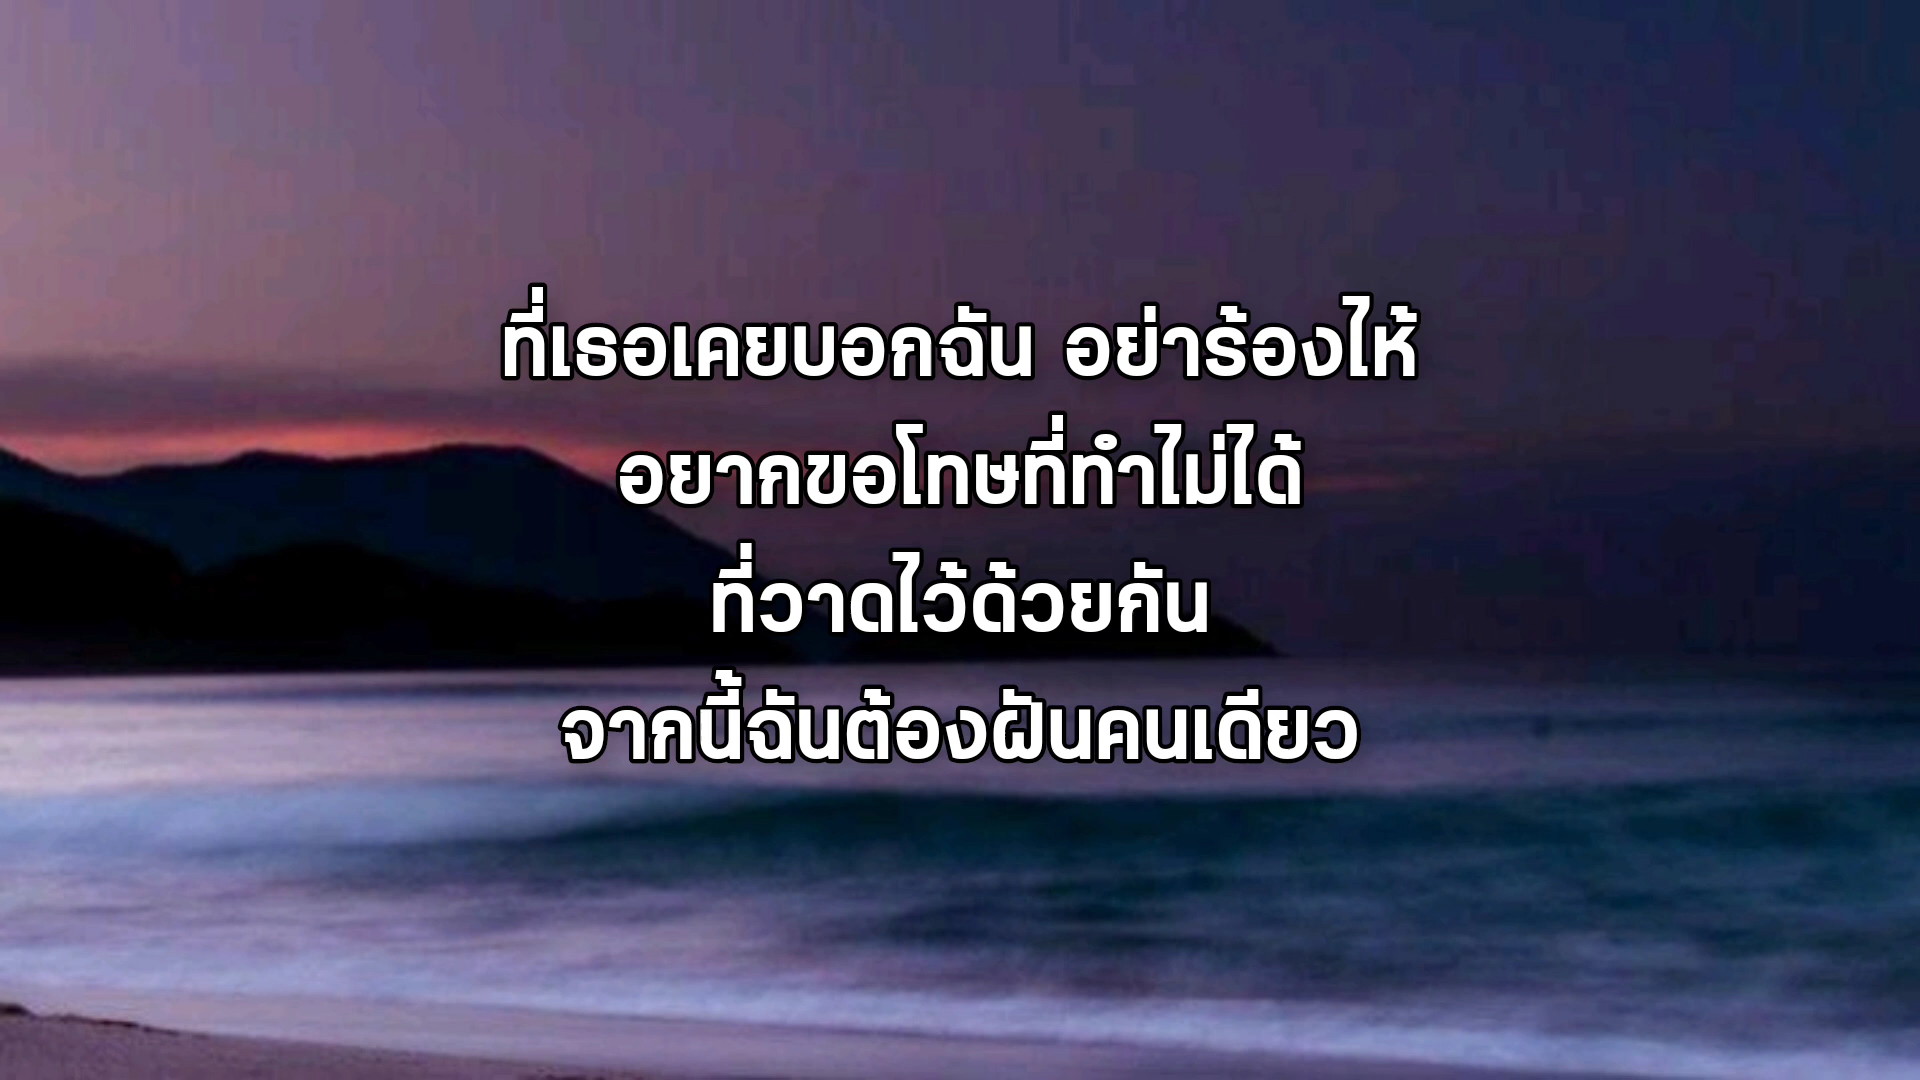 ที่เธอเคยบอกฉัน อย่าร้องไห้
อยากขอโทษที่ทำไม่ได้
ที่วาดไว้ด้วยกัน
จากนี้ฉันต้องฝันคนเดียว